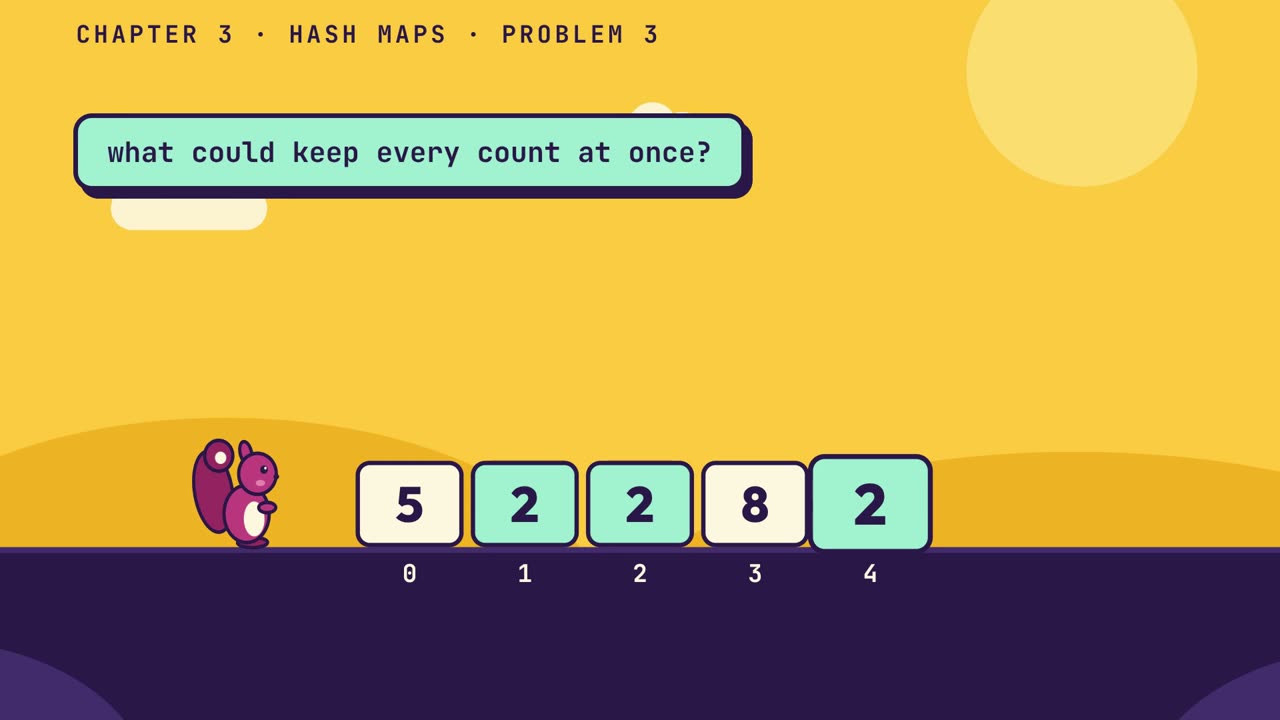 CHAPTER 3 · HASH MAPS · PROBLEM 3
what could keep every count at once?
5 2 2 8 2
0 1 2 3 4